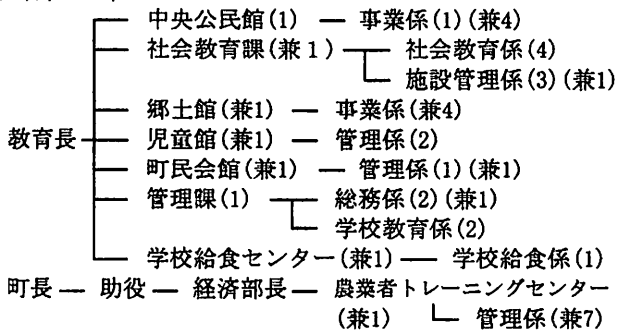 中央公民館(1) ― 事業係(1)(兼4)
社会教育課(兼1) 社会教育係(4)
施設管理係(3)(兼1)
郷土館(兼1) ― 事業係(兼4)
教育長 児童館(兼1) ― 管理係(2)
町民会館(兼1) ― 管理係(1)(兼1)
管理課(1) 総務係(2)(兼1)
学校教育係(2)
学校給食センター(兼1) ― 学校給食係(1)
町長 ― 助役 ― 経済部長 ― 農業者トレーニングセンター
(兼1) 管理係(兼7)